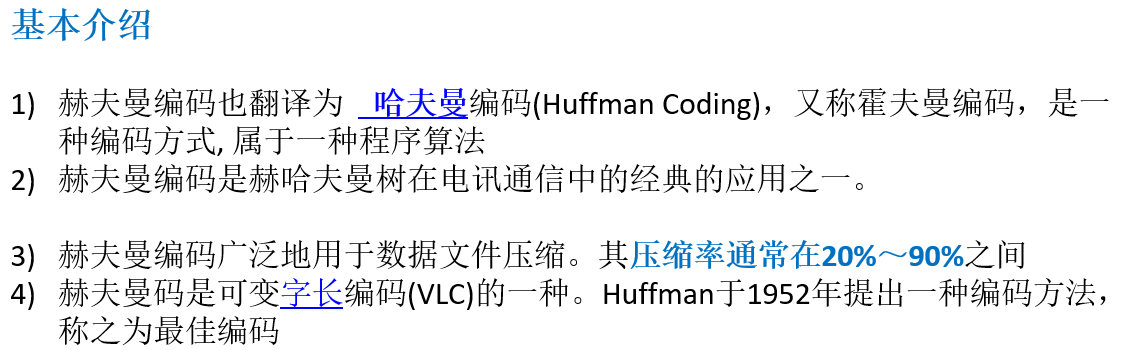 基本介绍
1) 赫夫曼编码也翻译为 哈夫曼编码(Huffman Coding)，又称霍夫曼编码，是一
种编码方式, 属于一种程序算法
2) 赫夫曼编码是赫哈夫曼树在电讯通信中的经典的应用之一。
3) 赫夫曼编码广泛地用于数据文件压缩。其压缩率通常在20%～90%之间
4) 赫夫曼码是可变字长编码(VLC)的一种。Huffman于1952年提出一种编码方法，
称之为最佳编码